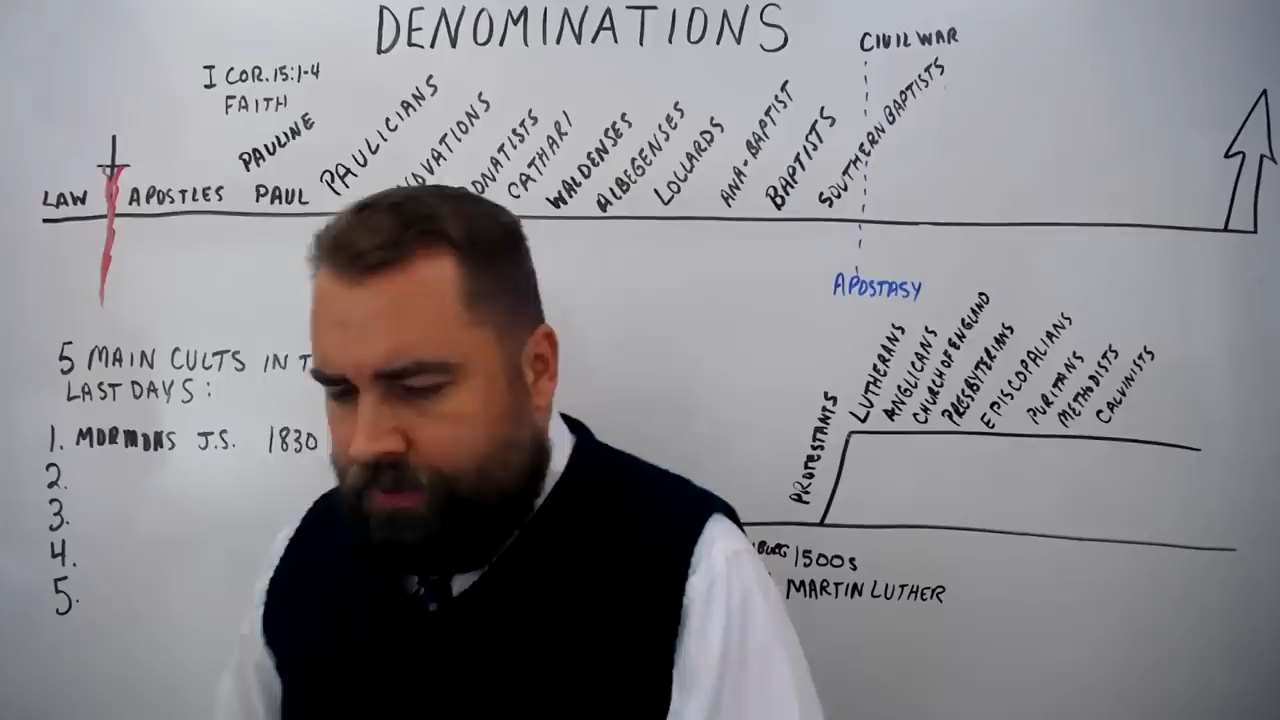 DENOMINATIONS
CIVIL WAR
I COR. 15:1-4
FAITH
PAULINE
LAW
APOSTLES
PAUL
PAULICIANS
OVATIONS
ONATISTS
CATHARI
WALDENSES
ALBEGENSES
LOLLARDS
ANA-BAPTIST
BAPTISTS
SOUTHERN BAPTISTS
APOSTASY
5 MAIN CULTS IN T
LAST DAYS:
1. MORMONS J.S. 1830
2.
3.
4.
5.
PROTESTANTS
LUTHERANS
ANGLICANS
CHURCH OF ENGLAND
PRESBYTERIANS
EPISCOPALIANS
PURITANS
METHODISTS
CALVINISTS
BURG 1500s
MARTIN LUTHER